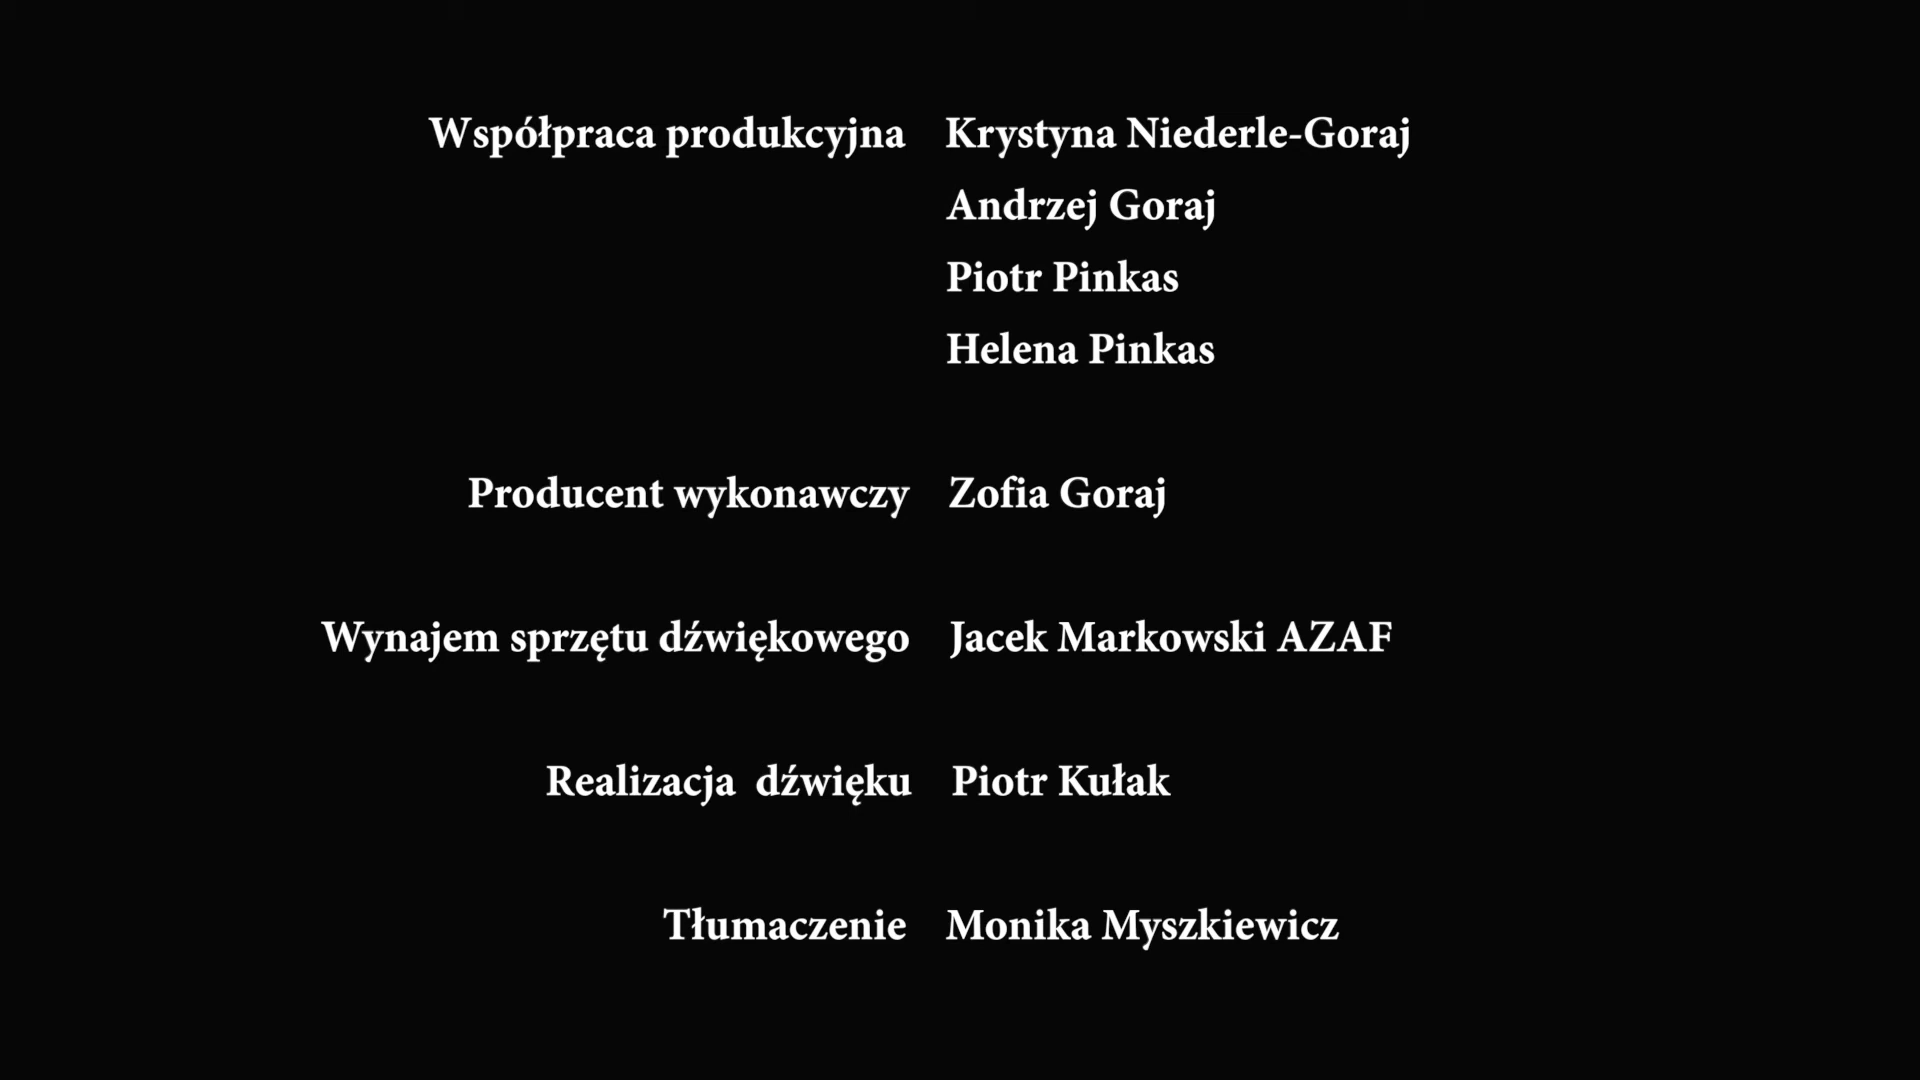 Współpraca produkcyjna Krystyna Niederle-Goraj
Andrzej Goraj
Piotr Pinkas
Helena Pinkas
Producent wykonawczy Zofia Goraj
Wynajem sprzętu dźwiękowego Jacek Markowski AZAF
Realizacja dźwięku Piotr Kułak
Tłumaczenie Monika Myszkiewicz